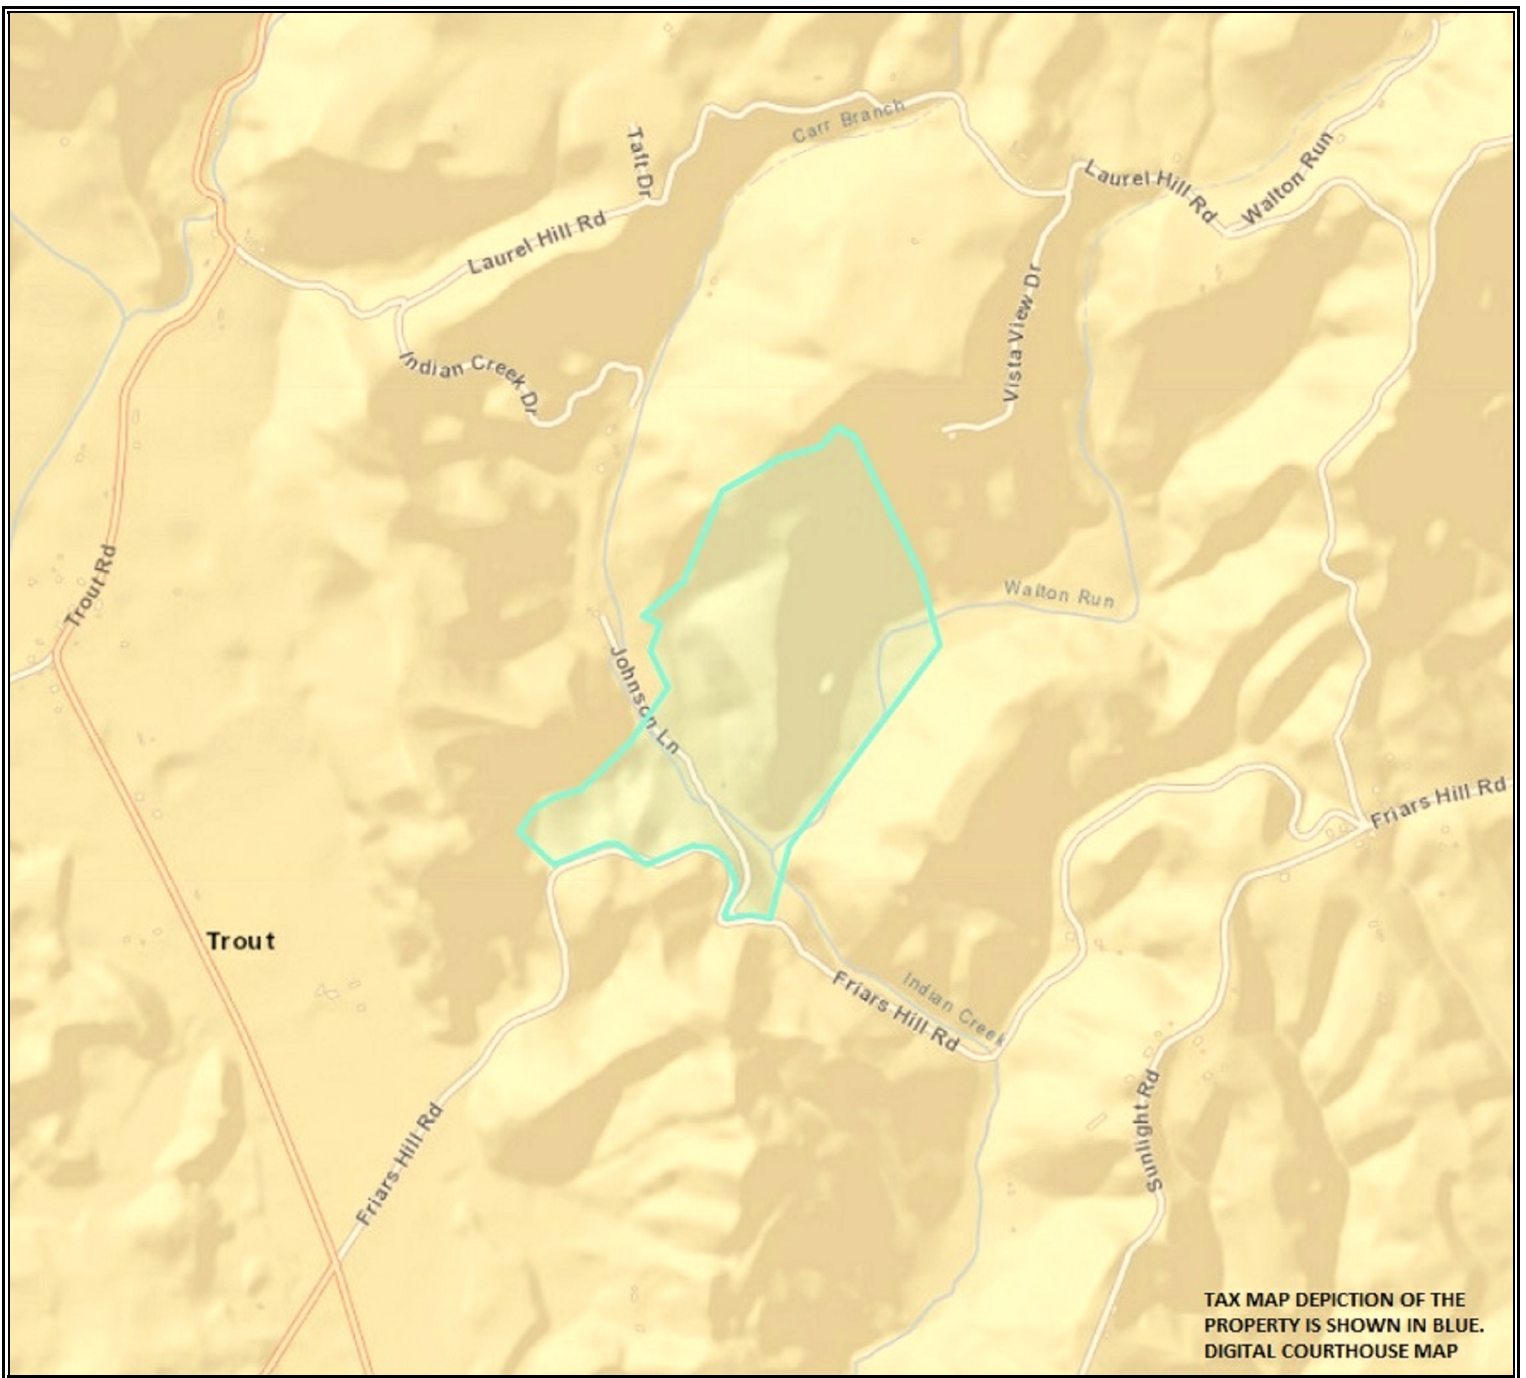 Carr Branch
Taft Dr
Laurel Hill Rd
Walton Run
Laurel Hill Rd
Vista View Dr
Indian Creek Dr
Trout Rd
Walton Run
Johnson Ln
Friars Hill Rd
Trout
Indian Creek
Friars Hill Rd
Sunlight Rd
Friars Hill Rd
TAX MAP DEPICTION OF THE
PROPERTY IS SHOWN IN BLUE.
DIGITAL COURTHOUSE MAP